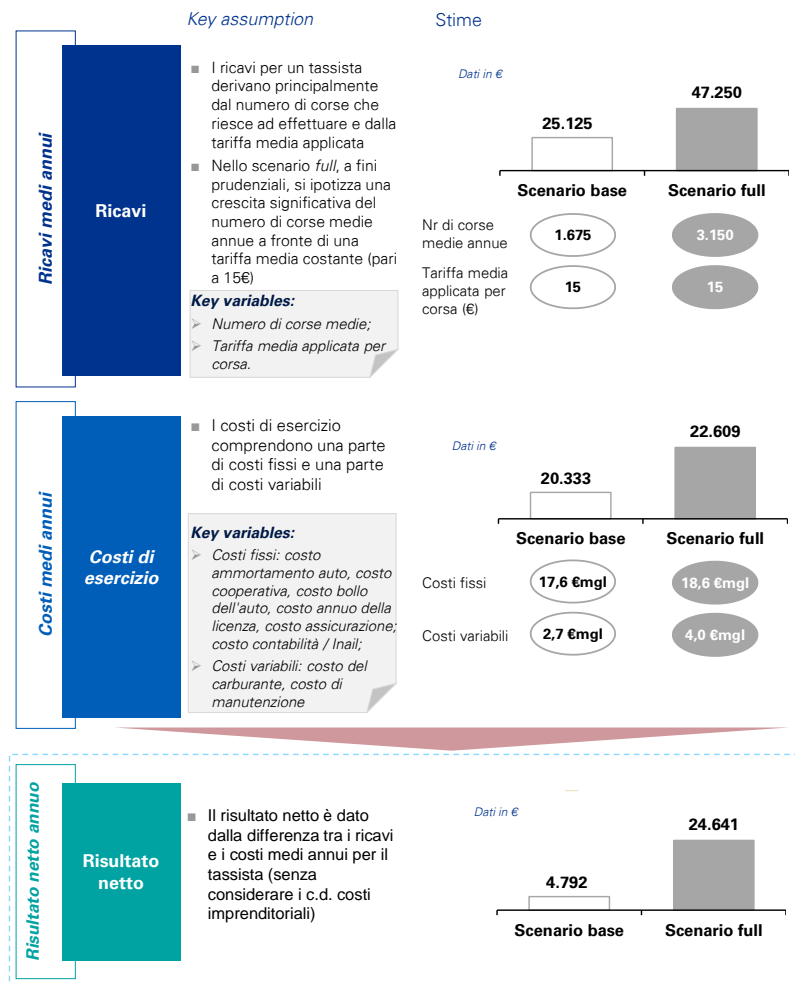 Key assumption
Stime
Ricavi medi annui
Ricavi
■ I ricavi per un tassista
derivano principalmente
dal numero di corse che
riesce ad effettuare e dalla
tariffa media applicata
■ Nello scenario full, a fini
prudenziali, si ipotizza una
crescita significativa del
numero di corse medie
annue a fronte di una
tariffa media costante (pari
a 15€)
Key variables:
➢ Numero di corse medie;
➢ Tariffa media applicata per
corsa.
Dati in €
25.125
47.250
Scenario base
Scenario full
Nr di corse
medie annue
1.675
3.150
Tariffa media
applicata per
corsa (€)
15
15
Costi medi annui
Costi di
esercizio
■ I costi di esercizio
comprendono una parte
di costi fissi e una parte
di costi variabili
Key variables:
➢ Costi fissi: costo
ammortamento auto, costo
cooperativa, costo bollo
dell'auto, costo annuo della
licenza, costo assicurazione;
costo contabilità / Inail;
➢ Costi variabili: costo del
carburante, costo di
manutenzione
Dati in €
20.333
22.609
Scenario base
Scenario full
Costi fissi
17,6 €mgl
18,6 €mgl
Costi variabili
2,7 €mgl
4,0 €mgl
Risultato netto annuo
Risultato
netto
■ Il risultato netto è dato
dalla differenza tra i ricavi
e i costi medi annui per il
tassista (senza
considerare i c.d. costi
imprenditoriali)
Dati in €
4.792
24.641
Scenario base
Scenario full